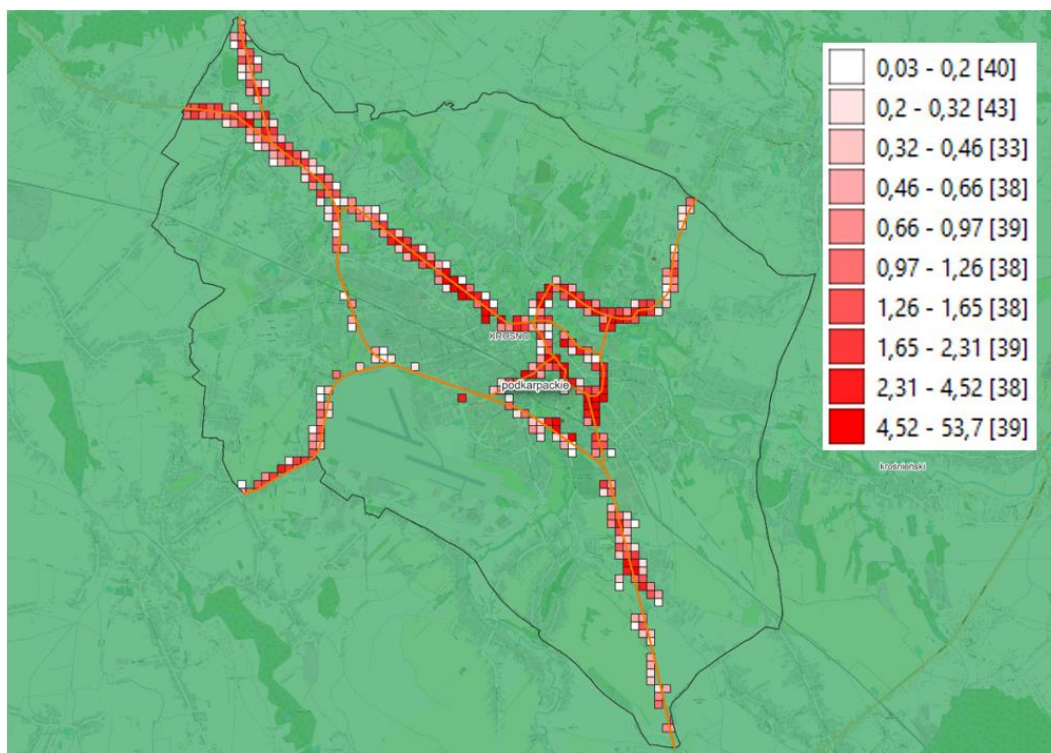 0,03 - 0,2 [40]
0,2 - 0,32 [43]
0,32 - 0,46 [33]
0,46 - 0,66 [38]
0,66 - 0,97 [39]
0,97 - 1,26 [38]
1,26 - 1,65 [38]
1,65 - 2,31 [39]
2,31 - 4,52 [38]
4,52 - 53,7 [39]
KROSNO
podkarpackie
krośnieński